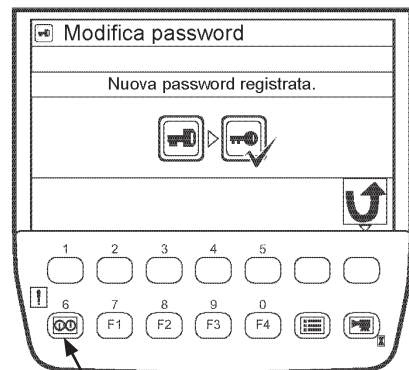 Modifica password
Nuova password registrata.
1 2 3 4 5
6 7 8 9 0
F1 F2 F3 F4